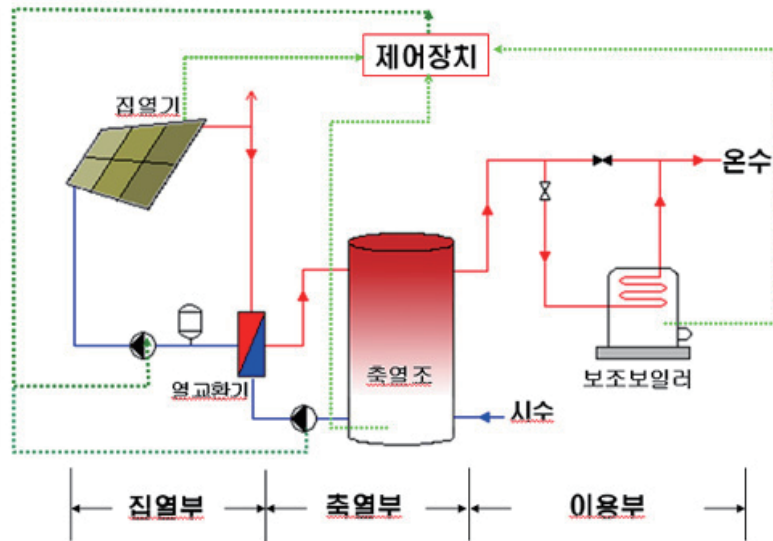 제어장치
집열기
온수
축열조
열교환기
보조보일러
시수
집열부
축열부
이용부